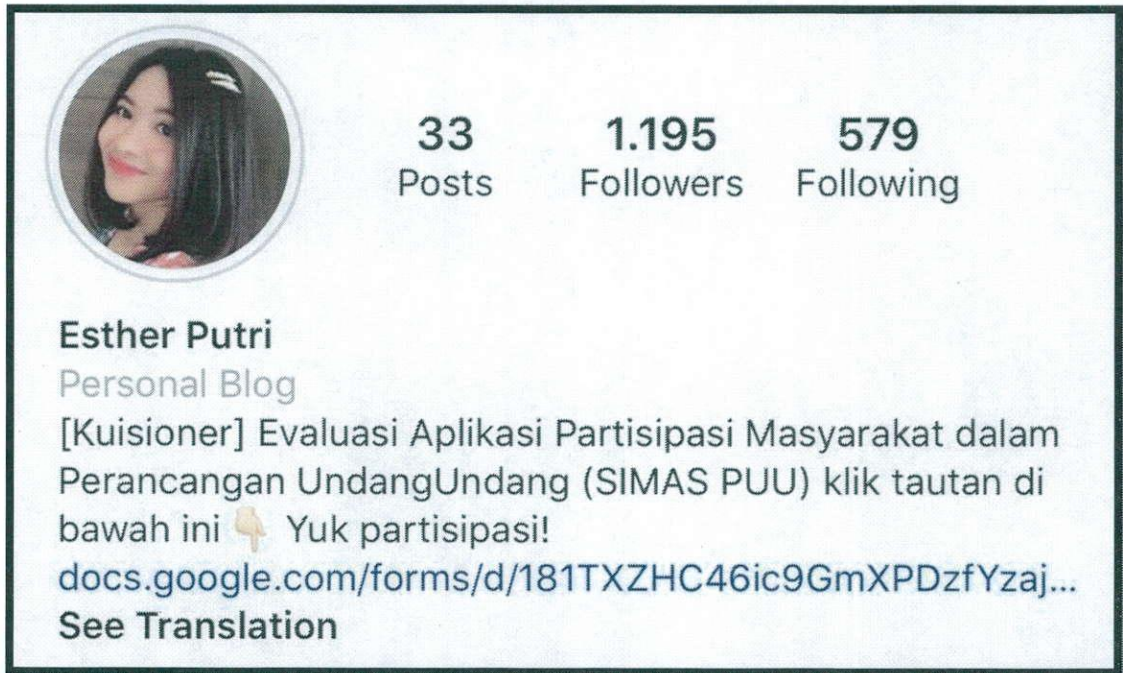 33 1.195 579
Posts Followers Following
Esther Putri
Personal Blog
[Kuisioner] Evaluasi Aplikasi Partisipasi Masyarakat dalam
Perancangan UndangUndang (SIMAS PUU) klik tautan di
bawah ini 👇🏻 Yuk partisipasi!
docs.google.com/forms/d/181TXZHC46ic9GmXPDzfYzaj...
See Translation